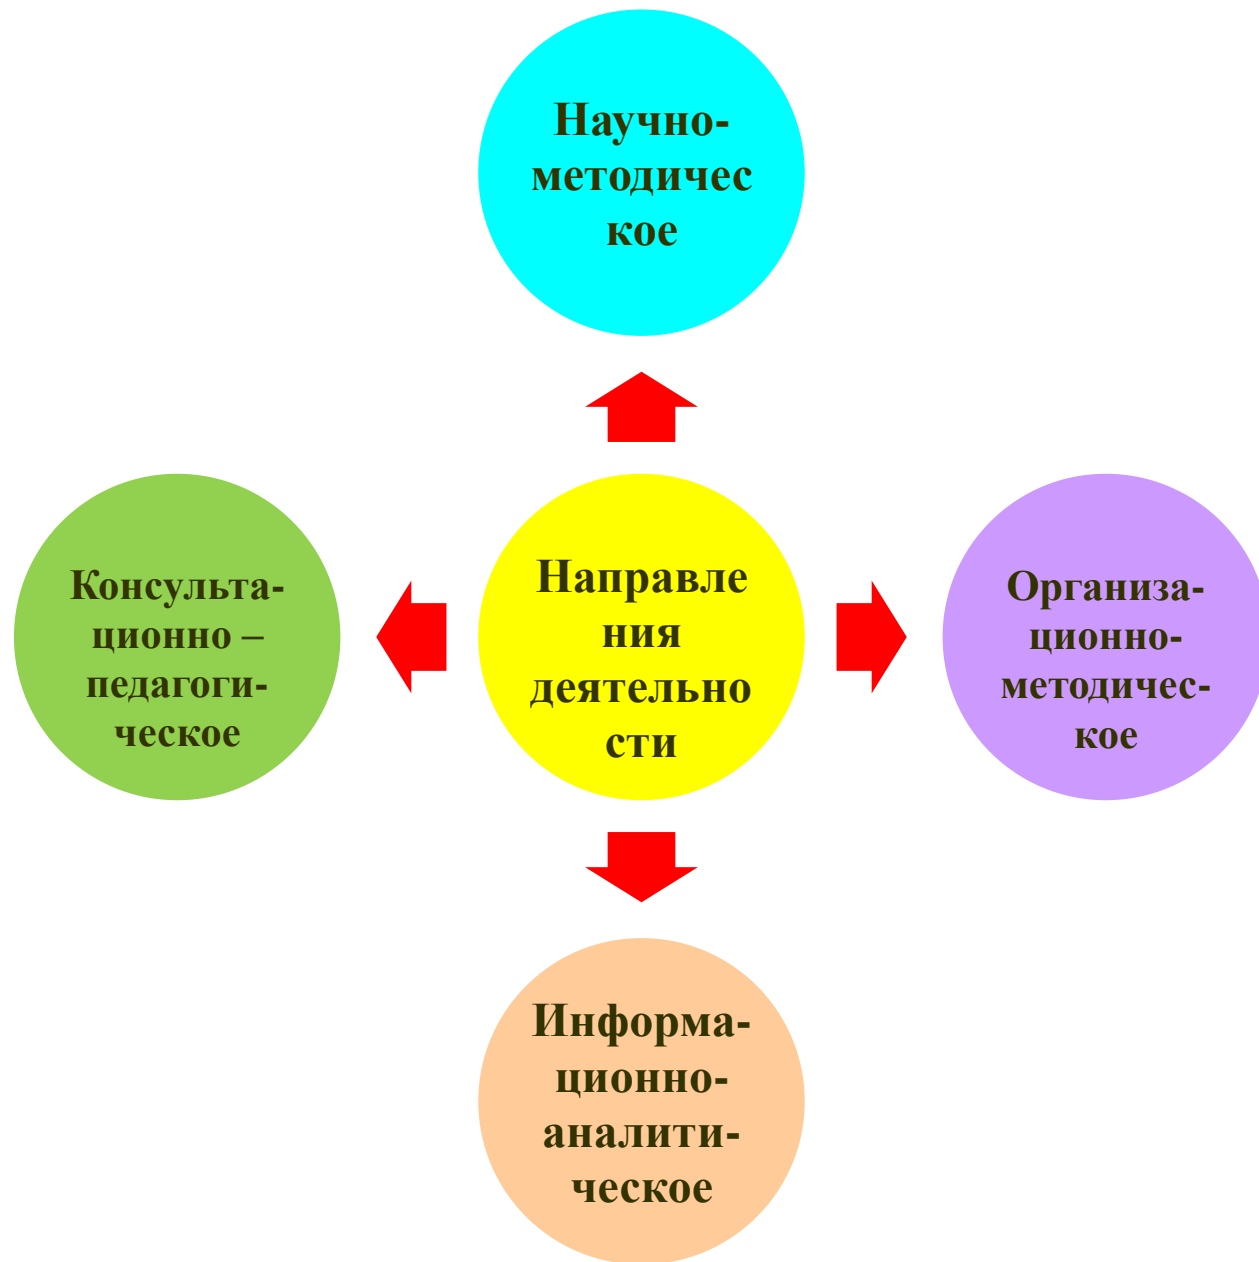 Научно-
методичес
кое
Консульта-
ционно –
педагоги-
ческое
Направле
ния
деятельно
сти
Организа-
ционно-
методичес-
кое
Информа-
ционно-
аналити-
ческое